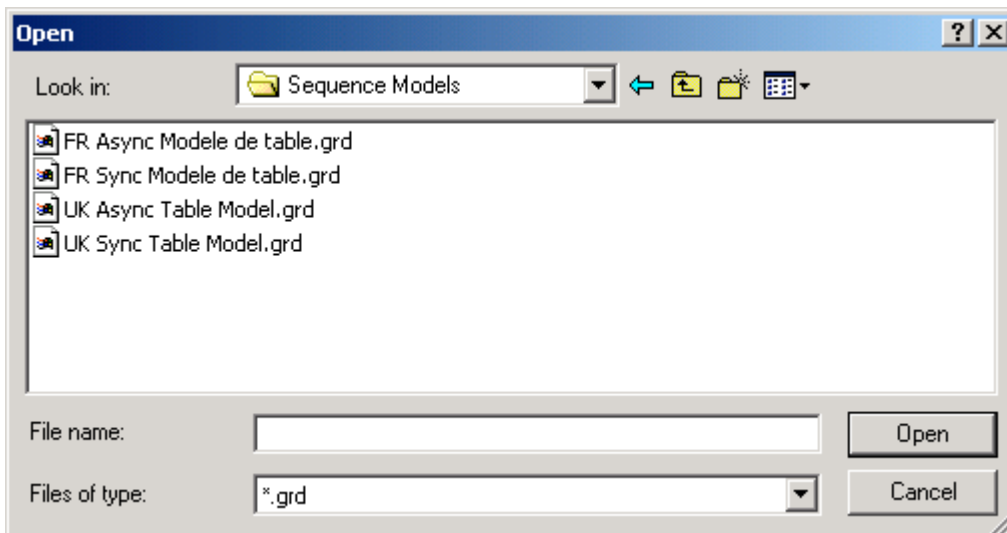 Open
Look in: Sequence Models
FR Async Modele de table.grd
FR Sync Modele de table.grd
UK Async Table Model.grd
UK Sync Table Model.grd
File name: Open
Files of type: *.grd Cancel